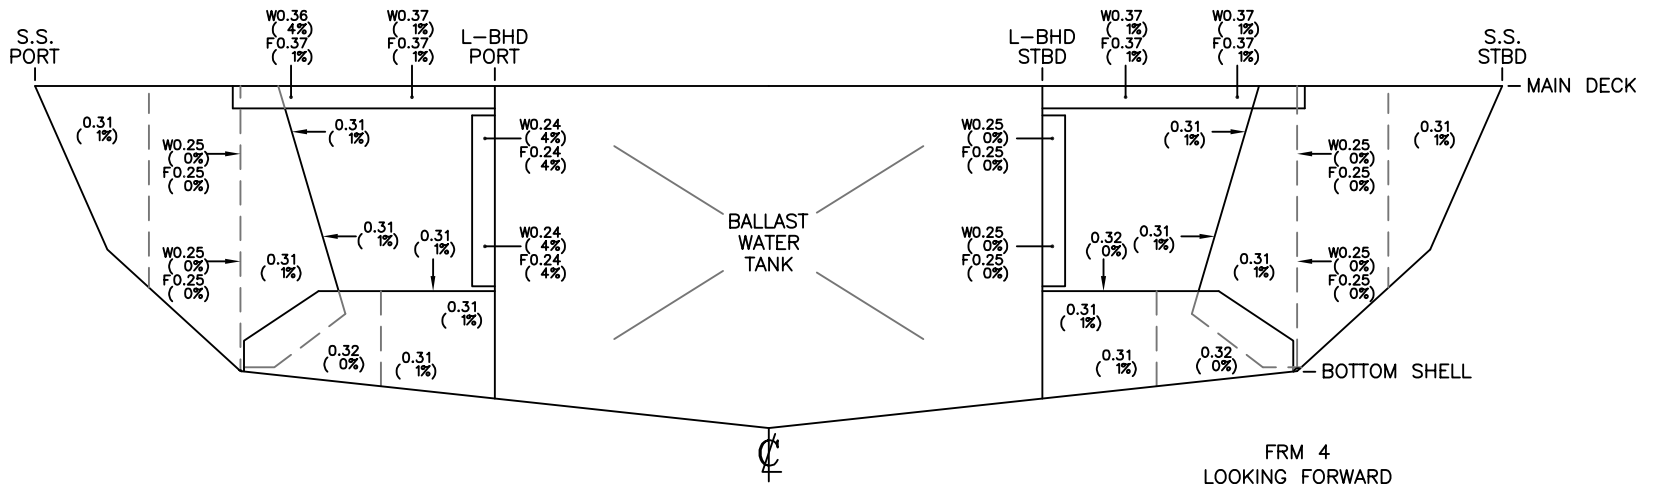 S.S.
PORT
W0.36
( 4%)
F0.37
( 1%)
W0.37
( 1%)
F0.37
( 1%)
L-BHD
PORT
L-BHD
STBD
W0.37
( 1%)
F0.37
( 1%)
W0.37
( 1%)
F0.37
( 1%)
S.S.
STBD
MAIN DECK
0.31
( 1%)
W0.25
( 0%)
F0.25
( 0%)
0.31
( 1%)
W0.24
( 4%)
F0.24
( 4%)
W0.25
( 0%)
F0.25
( 0%)
0.31
( 1%)
W0.25
( 0%)
F0.25
( 0%)
0.31
( 1%)
W0.25
( 0%)
F0.25
( 0%)
0.31
( 1%)
0.31
( 1%)
0.31
( 1%)
W0.24
( 4%)
F0.24
( 4%)
BALLAST
WATER
TANK
W0.25
( 0%)
F0.25
( 0%)
0.32
( 0%)
0.31
( 1%)
0.31
( 1%)
W0.25
( 0%)
F0.25
( 0%)
0.31
( 1%)
0.31
( 1%)
0.32
( 0%)
0.31
( 1%)
0.31
( 1%)
0.32
( 0%)
BOTTOM SHELL
℄
FRM 4
LOOKING FORWARD